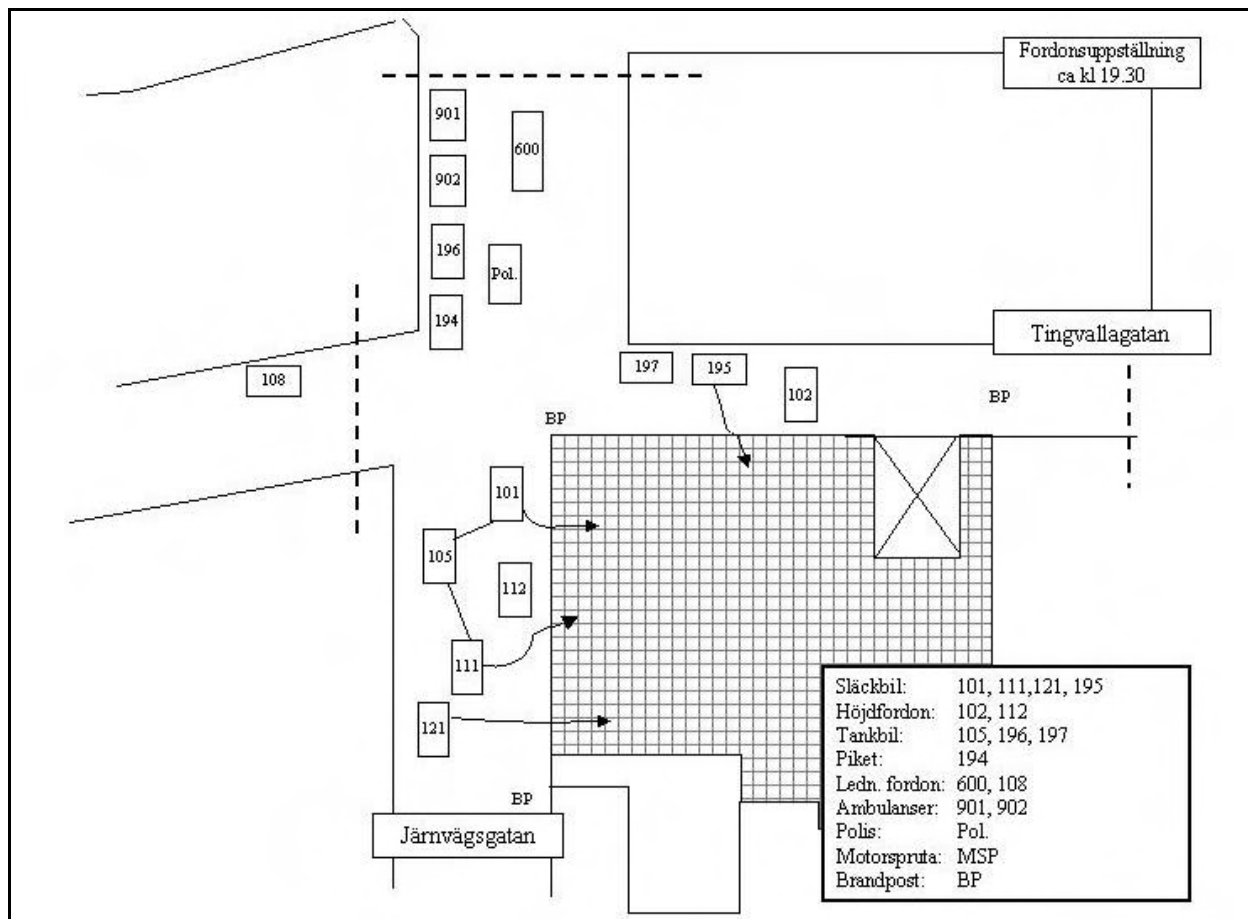 Fordonsuppställning
ca kl 19.30
901
600
902
196
Pol.
194
Tingvallagatan
108
197
195
102
BP
BP
101
105
112
111
121
BP
Järnvägsgatan
Släckbil: 101, 111,121, 195
Höjdfordon: 102, 112
Tankbil: 105, 196, 197
Piket: 194
Ledn. fordon: 600, 108
Ambulanser: 901, 902
Polis: Pol.
Motorspruta: MSP
Brandpost: BP